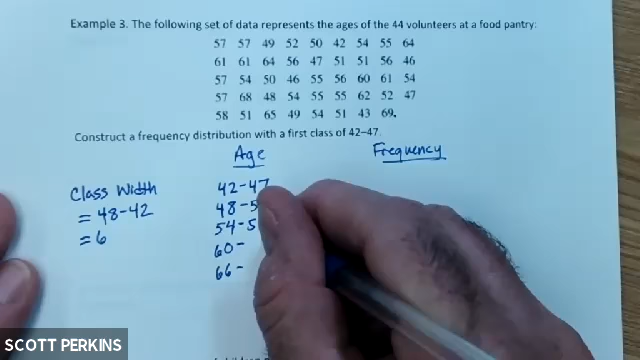 Example 3. The following set of data represents the ages of the 44 volunteers at a food pantry:
57 57 49 52 50 42 54 55 64
61 61 64 56 47 51 51 56 46
57 54 50 46 55 56 60 61 54
57 68 48 54 55 55 62 52 47
58 51 65 49 54 51 43 69.
Construct a frequency distribution with a first class of 42–47.
Age Frequency
Class Width 42-47
= 48-42 48-5
= 6 54-5
60-
66-
SCOTT PERKINS